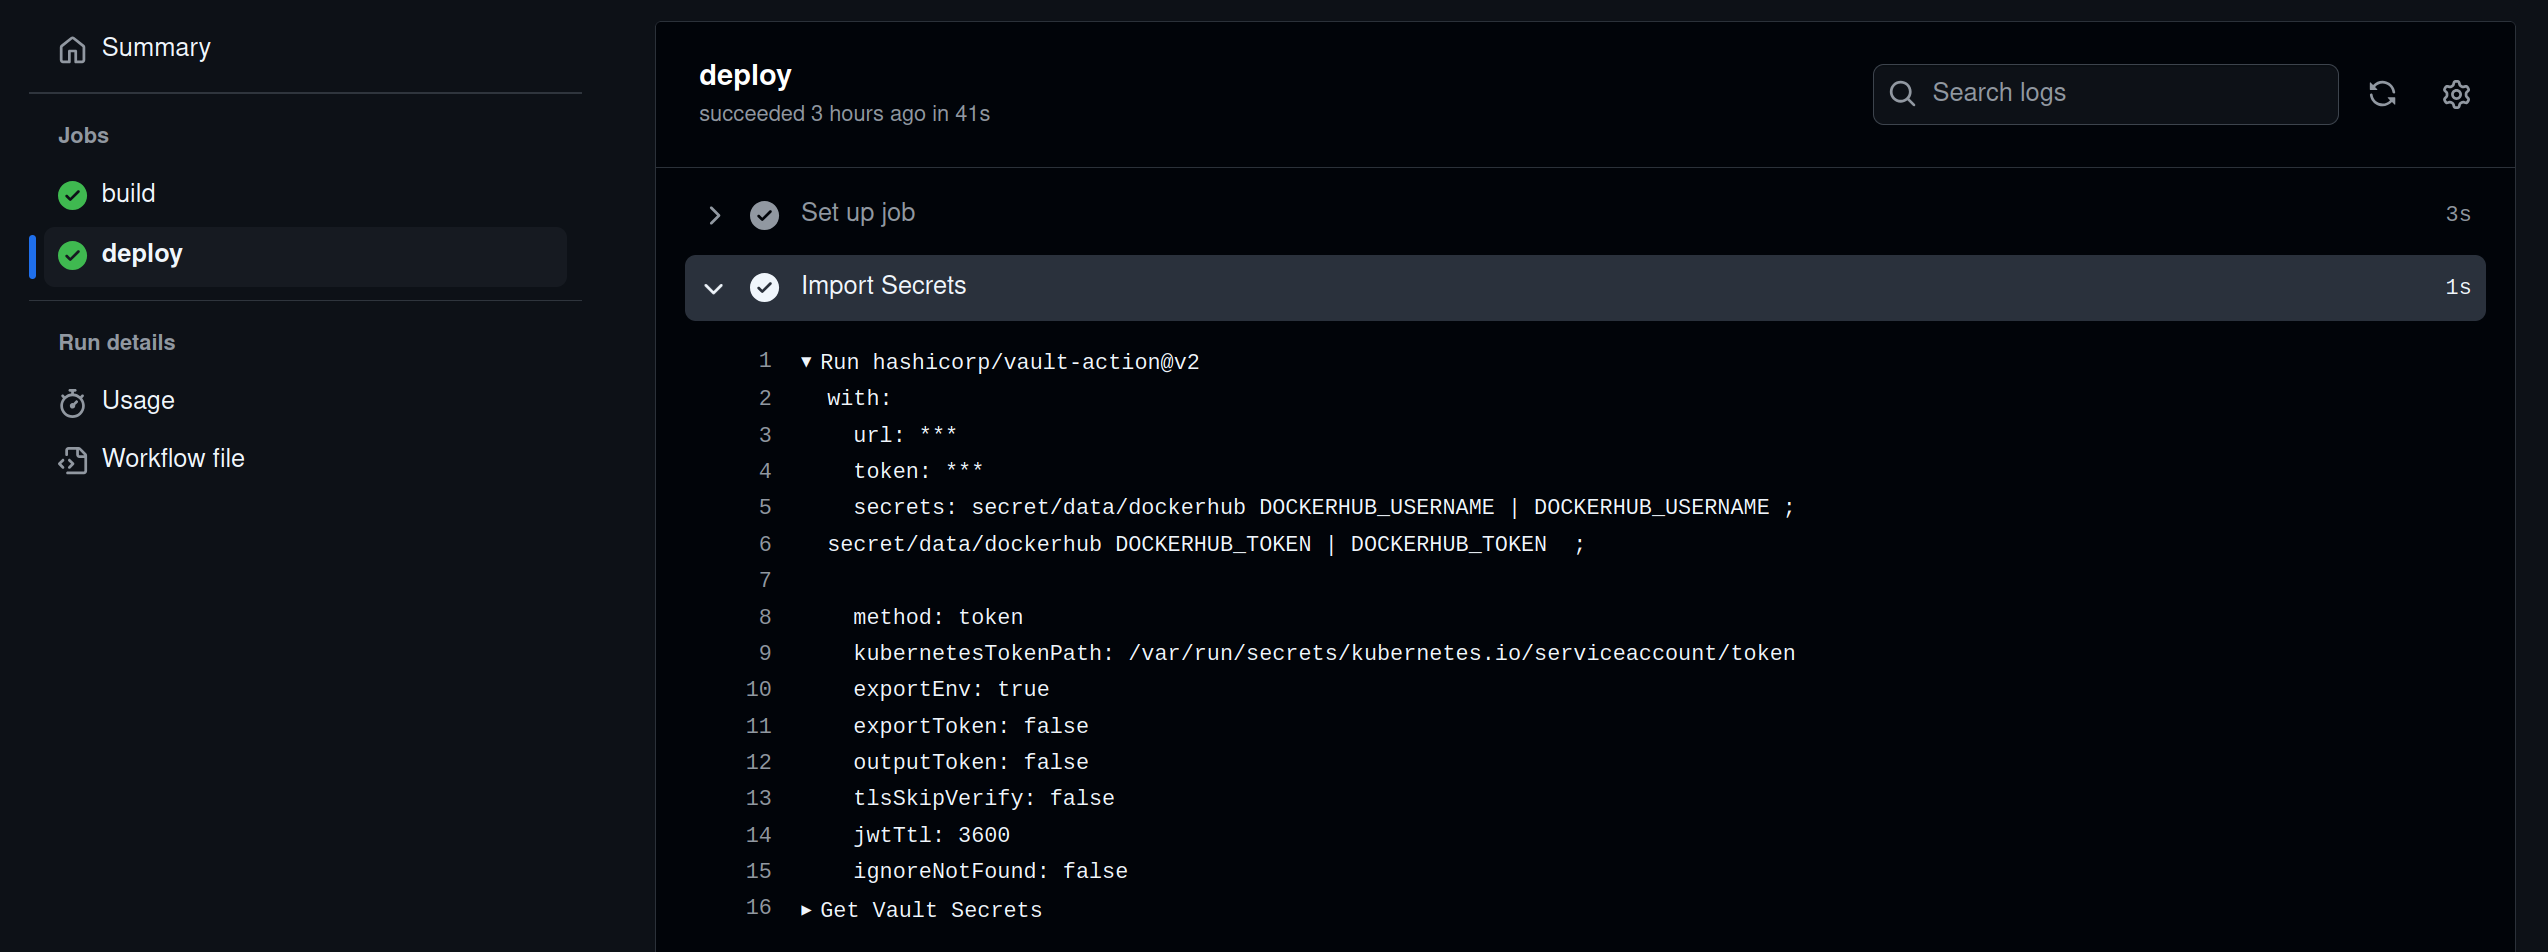 Summary
Jobs
build
deploy
Run details
Usage
Workflow file
deploy
succeeded 3 hours ago in 41s
Search logs
Set up job 3s
Import Secrets 1s
1 ▼ Run hashicorp/vault-action@v2
2 with:
3 url: ***
4 token: ***
5 secrets: secret/data/dockerhub DOCKERHUB_USERNAME | DOCKERHUB_USERNAME ;
6 secret/data/dockerhub DOCKERHUB_TOKEN | DOCKERHUB_TOKEN  ;
7
8 method: token
9 kubernetesTokenPath: /var/run/secrets/kubernetes.io/serviceaccount/token
10 exportEnv: true
11 exportToken: false
12 outputToken: false
13 tlsSkipVerify: false
14 jwtTtl: 3600
15 ignoreNotFound: false
16 ▶ Get Vault Secrets